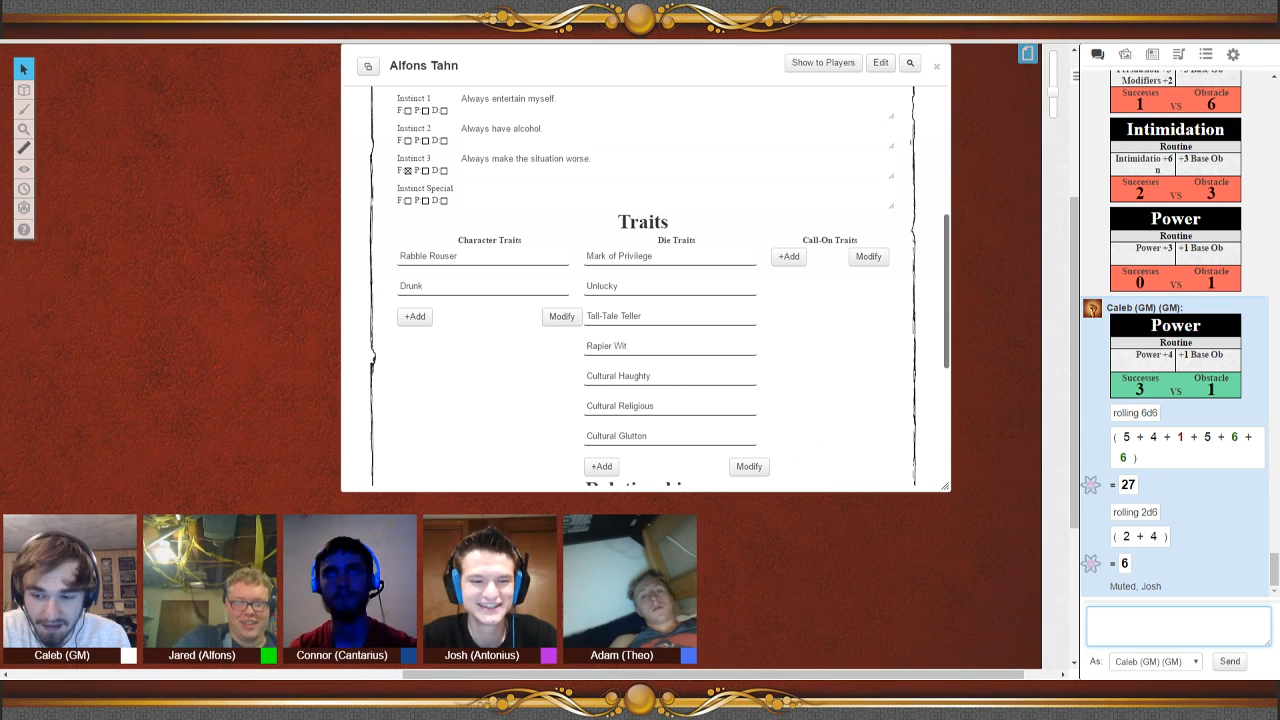 Alfons Tahn
Show to Players
Edit
Instinct 1
Always entertain myself.
F: P: D:
Instinct 2
Always have alcohol.
F: P: D:
Instinct 3
Always make the situation worse.
F: P: D:
Instinct Special
F: P: D:
Traits
Character Traits
Rabble Rouser
Drunk
+Add
Modify
Die Traits
Mark of Privilege
Unlucky
Tall-Tale Teller
Rapier Wit
Cultural Haughty
Cultural Religious
Cultural Glutton
+Add
Modify
Call-On Traits
+Add
Modify
Modifiers +2
Successes
Obstacle
1 VS 6
Intimidation
Routine
Intimidatio +6
n
+3 Base Ob
Successes
Obstacle
2 VS 3
Power
Routine
Power +3
+1 Base Ob
Successes
Obstacle
0 VS 1
Caleb (GM) (GM):
Power
Routine
Power +4
+1 Base Ob
Successes
Obstacle
3 VS 1
rolling 6d6
( 5 + 4 + 1 + 5 + 6 +
6 )
= 27
rolling 2d6
( 2 + 4 )
= 6
Muted, Josh
As:
Caleb (GM) (GM)
Send
Caleb (GM)
Jared (Alfons)
Connor (Cantarius)
Josh (Antonius)
Adam (Theo)